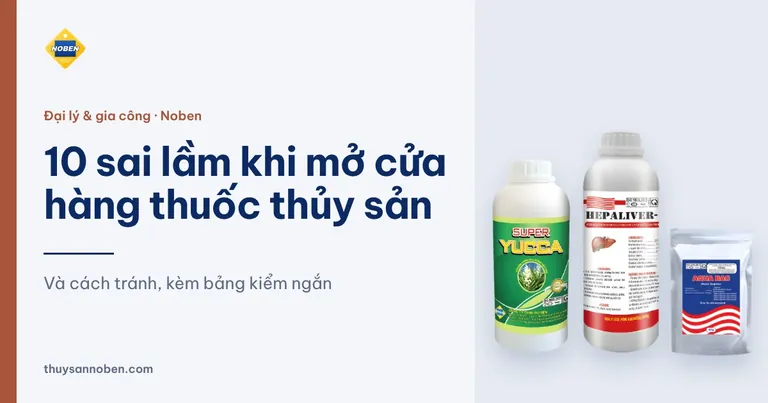 NOBEN
Đại lý & gia công · Noben
10 sai lầm khi mở cửa
hàng thuốc thủy sản
Và cách tránh, kèm bảng kiểm ngắn
thuysannoben.com
SUPER
YUCCA
HEPALIVER-